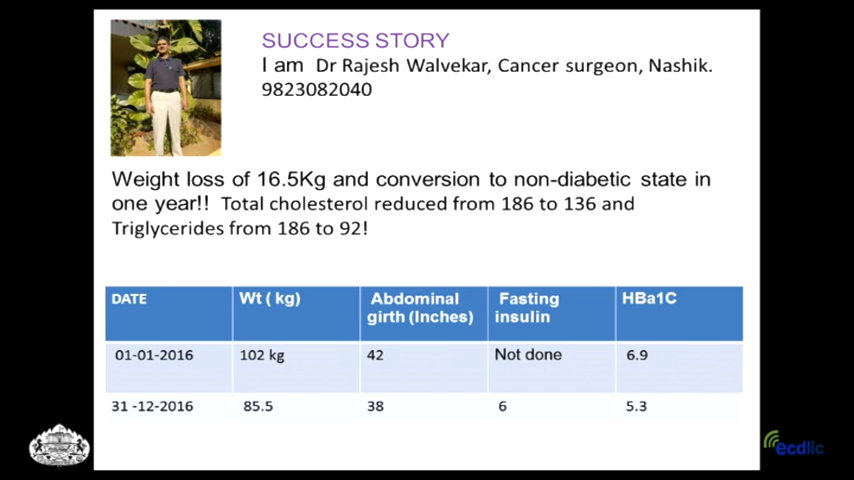 SUCCESS STORY
I am Dr Rajesh Walvekar, Cancer surgeon, Nashik.
9823082040
Weight loss of 16.5Kg and conversion to non-diabetic state in
one year!! Total cholesterol reduced from 186 to 136 and
Triglycerides from 186 to 92!
DATE Wt ( kg) Abdominal girth (Inches) Fasting insulin HBa1C
01-01-2016 102 kg 42 Not done 6.9
31 -12-2016 85.5 38 6 5.3
ecdlic